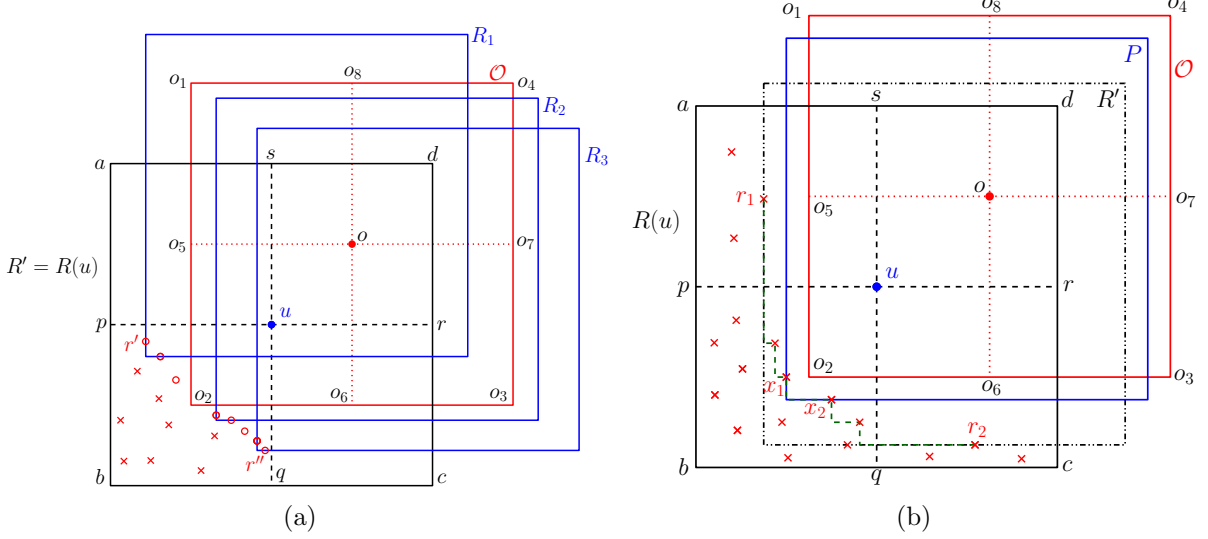 R₁
o₁ o₈ 𝒪 o₄
R₂
a s d R₃
o₅ o o₇
R′ = R(u)
p u r
r′
o₂ o₆ o₃
r″
b q c
(a)
o₁ o₈ o₄
P 𝒪
a s d R′
r₁ o o₇
R(u) o₅
p u r
o₂ o₆ o₃
x₁
x₂
r₂
b q c
(b)